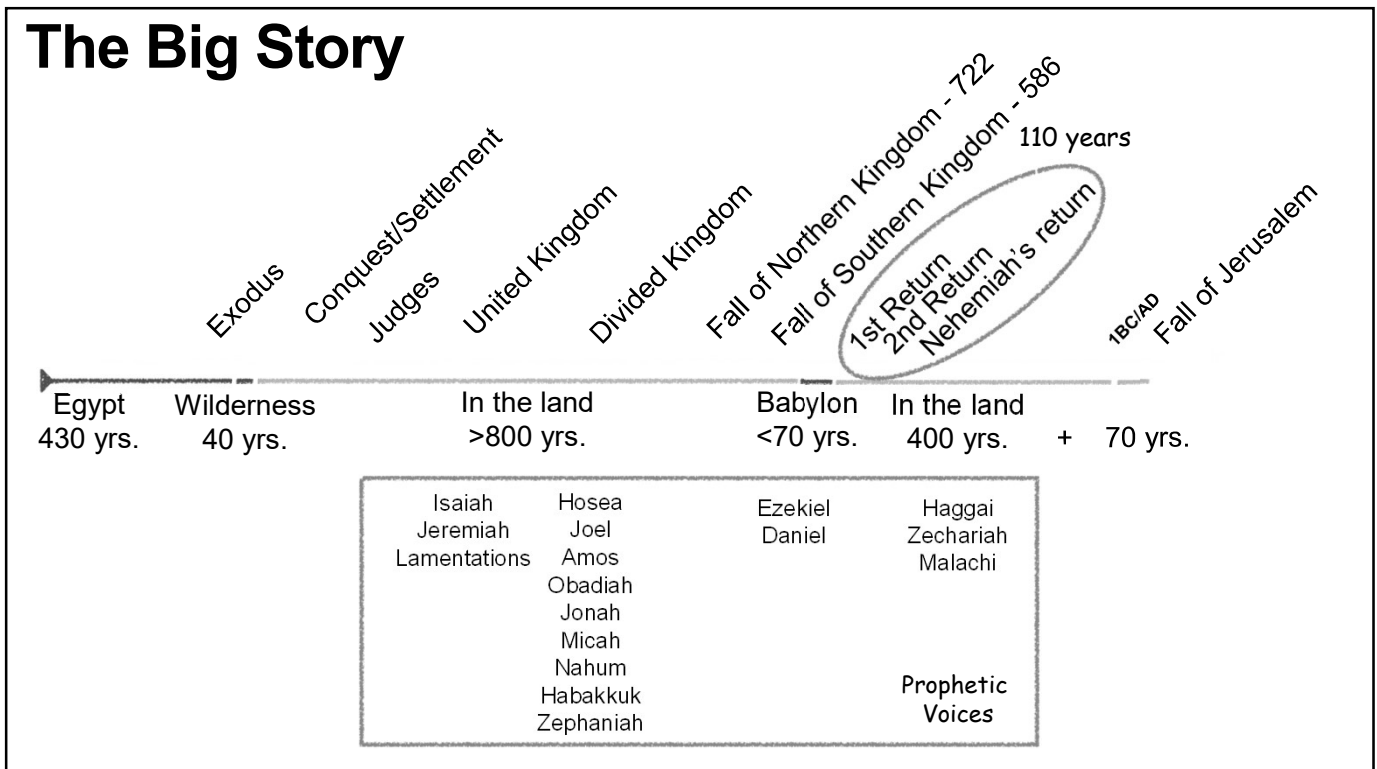 The Big Story
Exodus
Conquest/Settlement
Judges
United Kingdom
Divided Kingdom
Fall of Northern Kingdom - 722
Fall of Southern Kingdom - 586
110 years
1st Return
2nd Return
Nehemiah's return
1BC/AD
Fall of Jerusalem
Egypt
430 yrs.
Wilderness
40 yrs.
In the land
>800 yrs.
Babylon
<70 yrs.
In the land
400 yrs.
+
70 yrs.
Isaiah
Jeremiah
Lamentations
Hosea
Joel
Amos
Obadiah
Jonah
Micah
Nahum
Habakkuk
Zephaniah
Ezekiel
Daniel
Haggai
Zechariah
Malachi
Prophetic
Voices